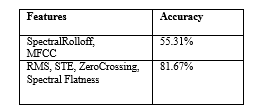 Features Accuracy
SpectralRolloff, 55.31%
MFCC
RMS, STE, ZeroCrossing, 81.67%
Spectral Flatness